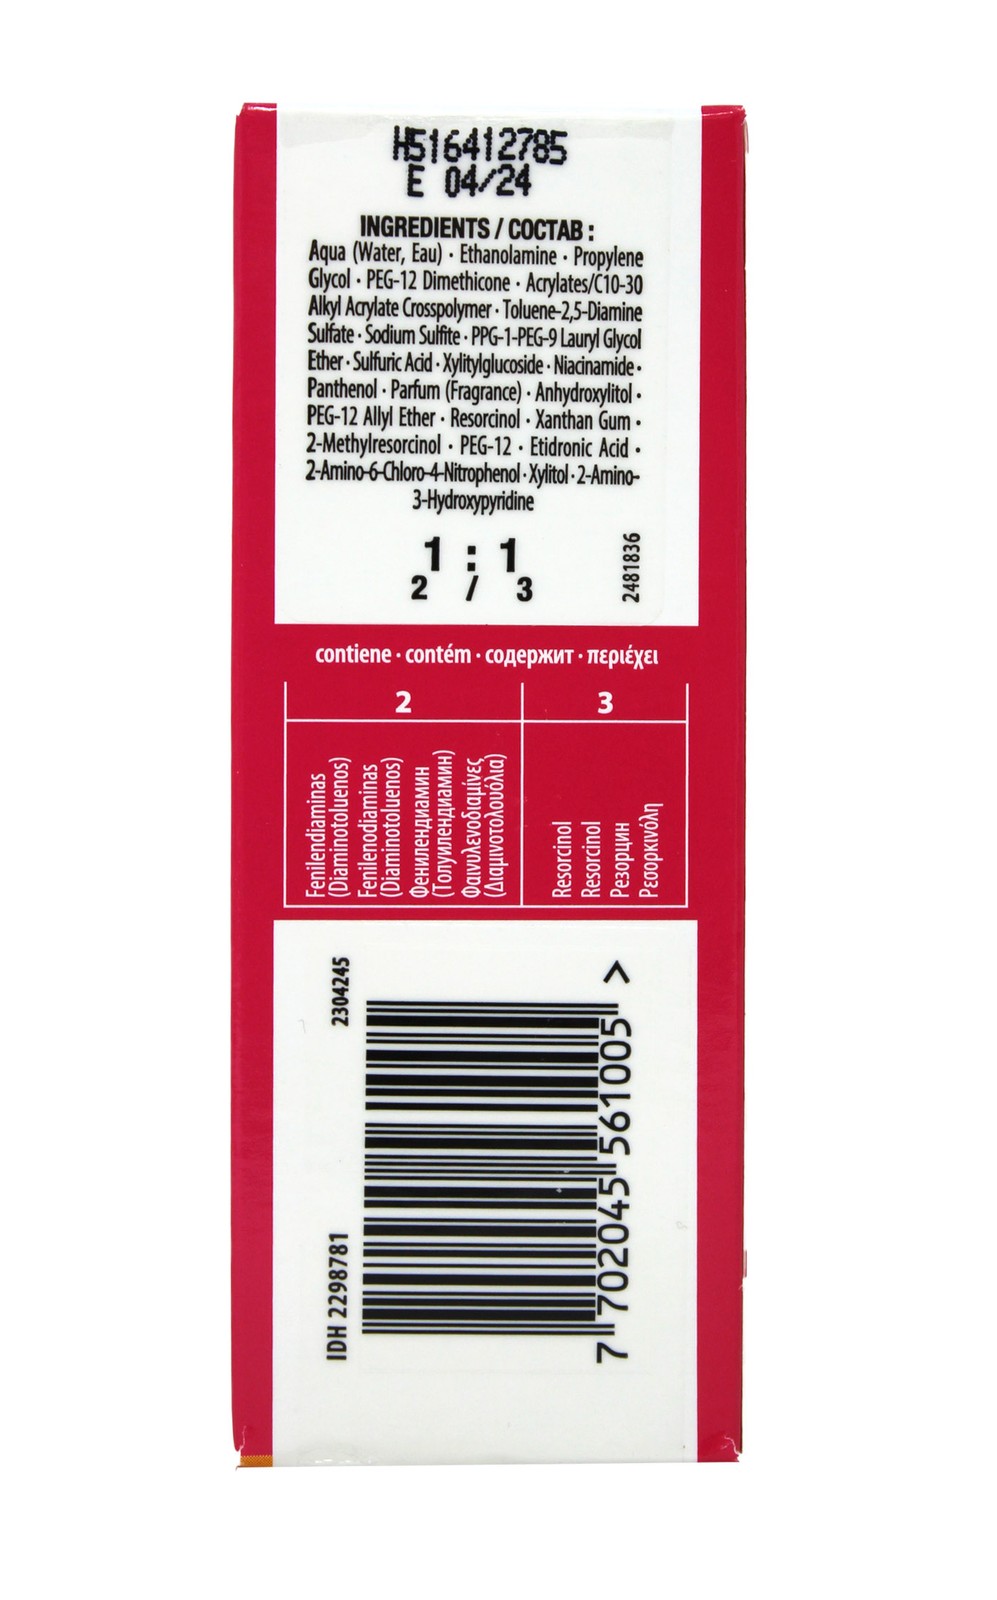 H516412785
E 04/24
INGREDIENTS / СОСТАВ :
Aqua (Water, Eau) · Ethanolamine · Propylene
Glycol · PEG-12 Dimethicone · Acrylates/C10-30
Alkyl Acrylate Crosspolymer · Toluene-2,5-Diamine
Sulfate · Sodium Sulfite · PPG-1-PEG-9 Lauryl Glycol
Ether · Sulfuric Acid · Xylitylglucoside · Niacinamide ·
Panthenol · Parfum (Fragrance) · Anhydroxylitol ·
PEG-12 Allyl Ether · Resorcinol · Xanthan Gum ·
2-Methylresorcinol · PEG-12 · Etidronic Acid ·
2-Amino-6-Chloro-4-Nitrophenol · Xylitol · 2-Amino-
3-Hydroxypyridine
1 : 1
2 / 3
2481836
contiene · contém · содержит · περιέχει
2
3
Fenilendiaminas
(Diaminotoluenos)
Fenilenodiaminas
(Diaminotoluenos)
Фенилендиамин
(Толуилендиамин)
Φαινυλενοδιαμίνες
(Διαμινοτολουόλια)
Resorcinol
Resorcinol
Резорцин
Ρεσορκινόλη
2304245
IDH 2298781
7 702045 561005 >